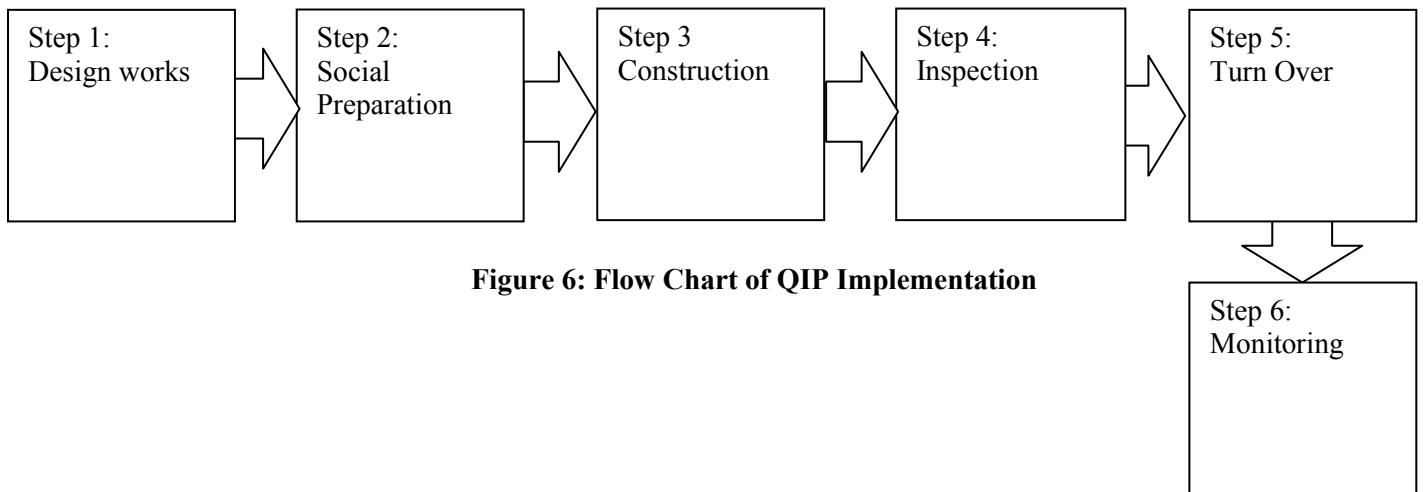 Step 1:
Design works
Step 2:
Social
Preparation
Step 3
Construction
Step 4:
Inspection
Step 5:
Turn Over
Figure 6: Flow Chart of QIP Implementation
Step 6:
Monitoring